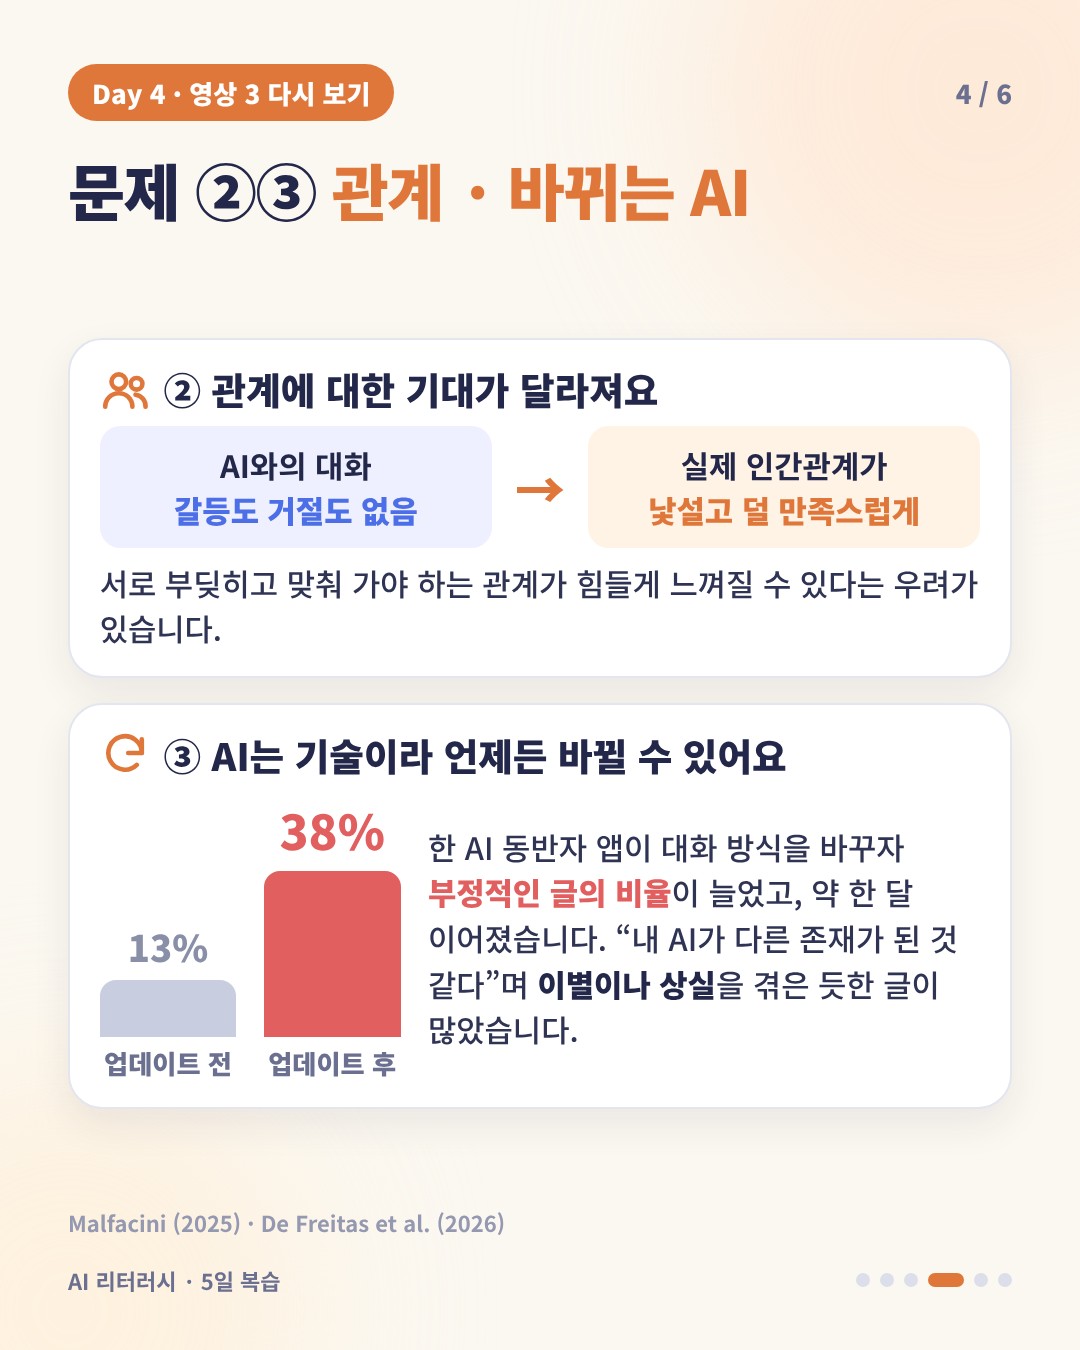 Day 4 · 영상 3 다시 보기
4 / 6
문제 ②③ 관계 · 바뀌는 AI
② 관계에 대한 기대가 달라져요
AI와의 대화
갈등도 거절도 없음
→
실제 인간관계가
낯설고 덜 만족스럽게
서로 부딪히고 맞춰 가야 하는 관계가 힘들게 느껴질 수 있다는 우려가
있습니다.
③ AI는 기술이라 언제든 바뀔 수 있어요
13%
업데이트 전
38%
업데이트 후
한 AI 동반자 앱이 대화 방식을 바꾸자
부정적인 글의 비율이 늘었고, 약 한 달
이어졌습니다. “내 AI가 다른 존재가 된 것
같다”며 이별이나 상실을 겪은 듯한 글이
많았습니다.
Malfacini (2025) · De Freitas et al. (2026)
AI 리터러시 · 5일 복습